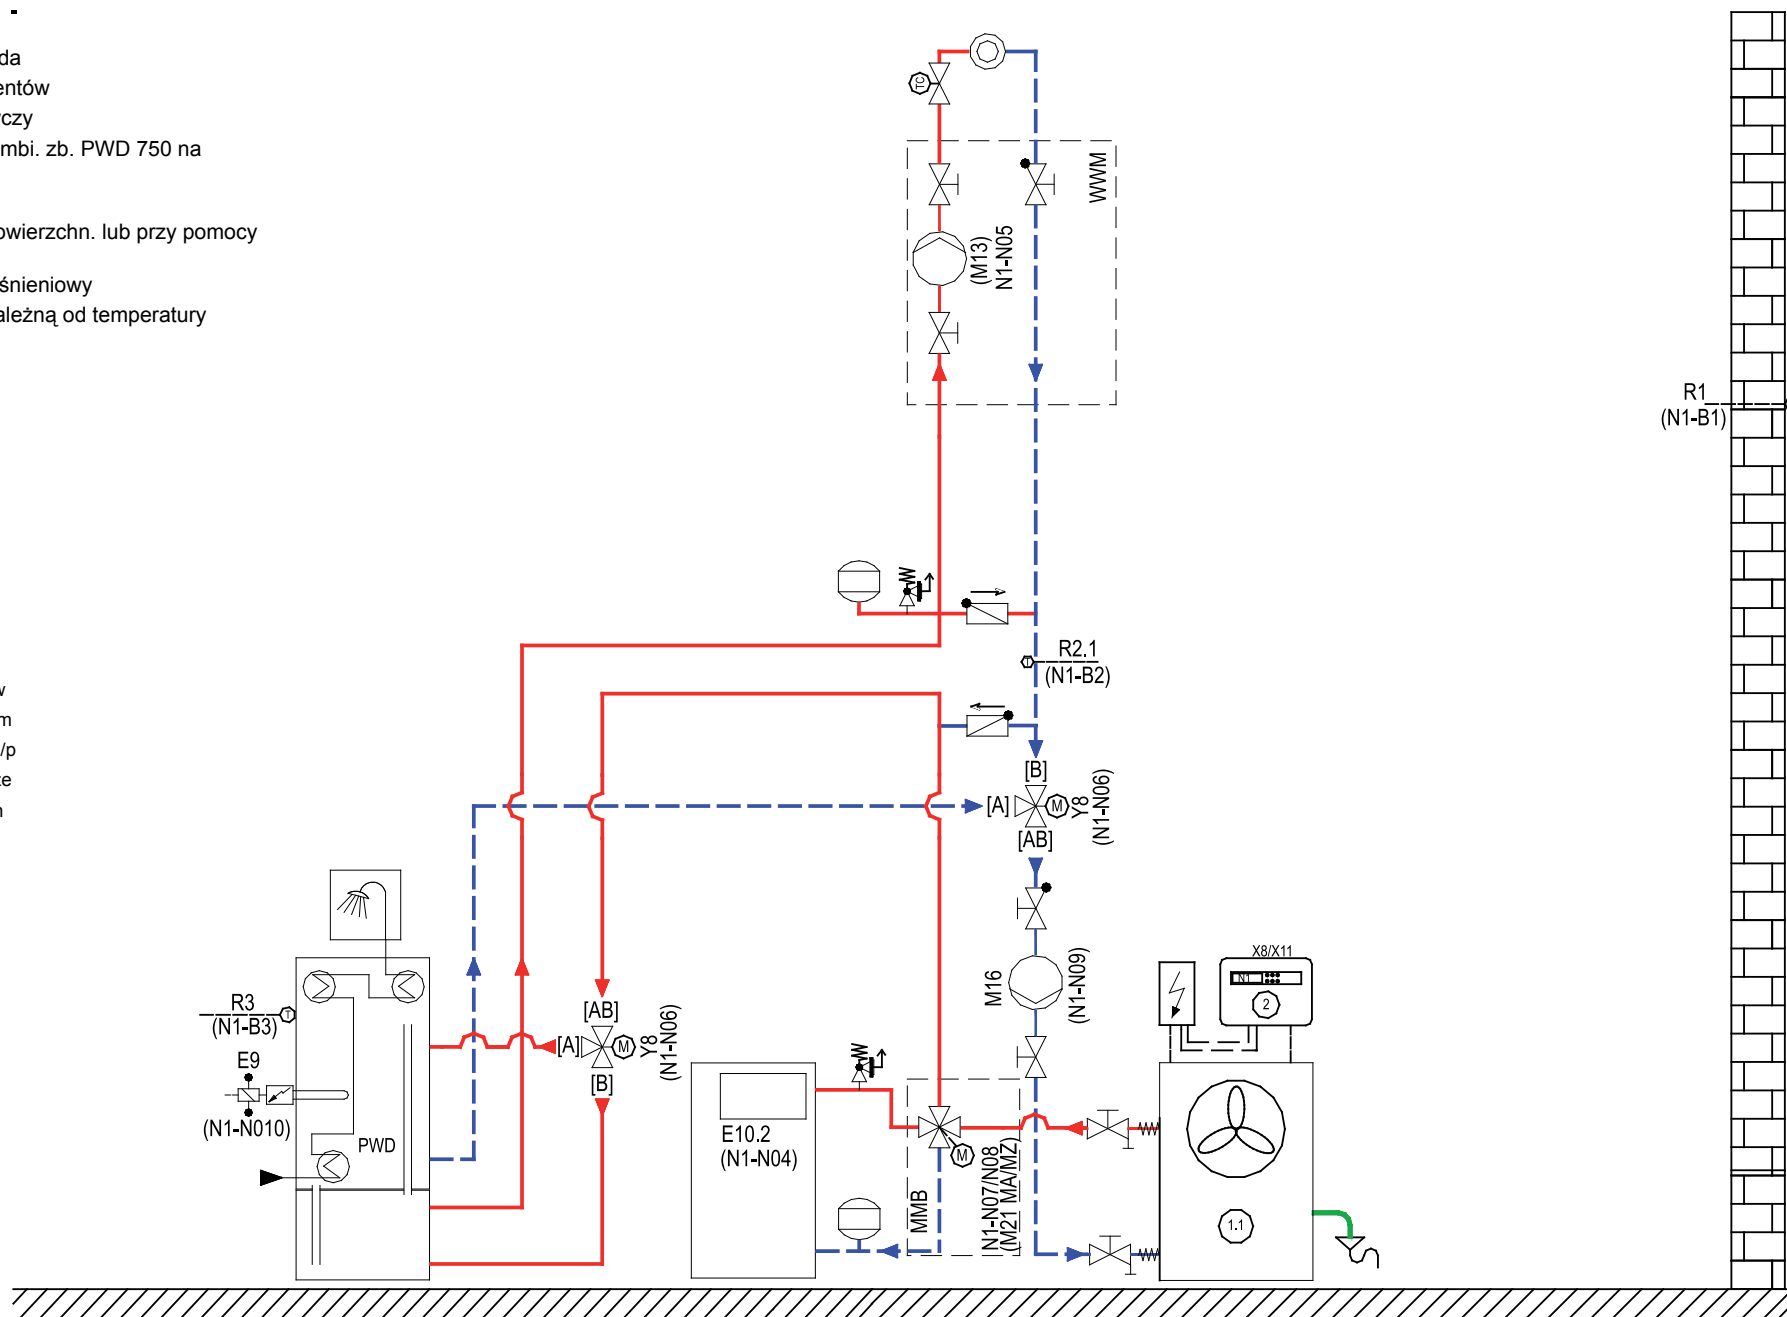 da
entów
czy
mbi. zb. PWD 750 na
owierzchn. lub przy pomocy
śnieniowy
ależną od temperatury
w
m
/p
ze
n
TC
WWM
(M13)
N1-N05
R1
(N1-B1)
T
R2.1
(N1-B2)
[B]
[A]
M
Y8
(N1-N06)
[AB]
M16
(N1-N09)
X8/X11
N1
2
R3
(N1-B3)
T
E9
(N1-N010)
PWD
[AB]
[A]
M
Y8
(N1-N06)
[B]
E10.2
(N1-N04)
M
MMB
N1-N07/N08
(M21 MA/MZ)
1.1